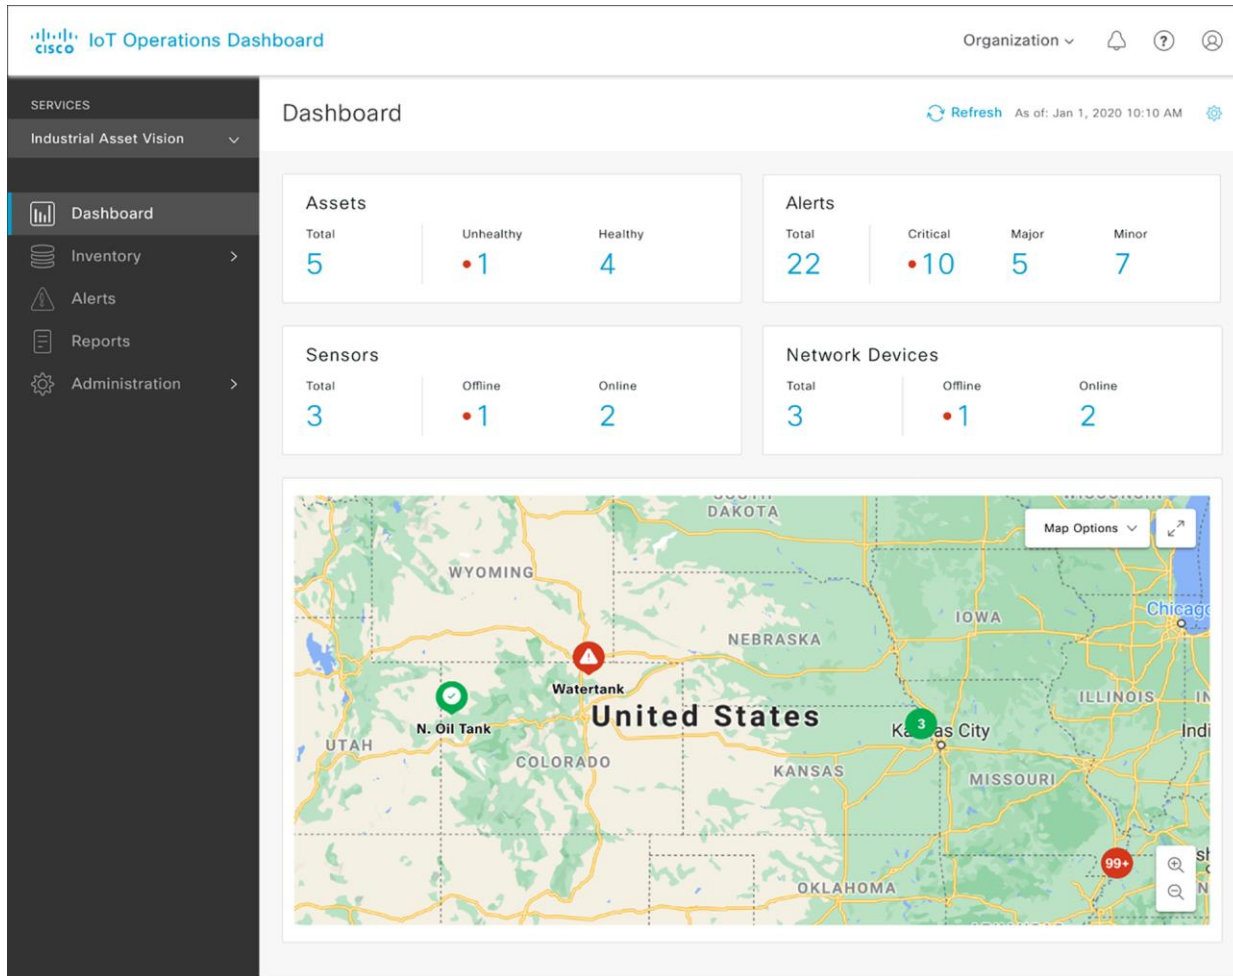 CISCO IoT Operations Dashboard
Organization
?
SERVICES
Industrial Asset Vision
Dashboard
Inventory
Alerts
Reports
Administration
Dashboard
Refresh As of: Jan 1, 2020 10:10 AM
Assets
Total Unhealthy Healthy
5 1 4
Alerts
Total Critical Major Minor
22 10 5 7
Sensors
Total Offline Online
3 1 2
Network Devices
Total Offline Online
3 1 2
DAKOTA
Map Options
WYOMING
IOWA
Chicago
NEBRASKA
Watertank
ILLINOIS
IN
United States
N. Oil Tank
3
Indi
UTAH
COLORADO
KANSAS
MISSOURI
99+
OKLAHOMA